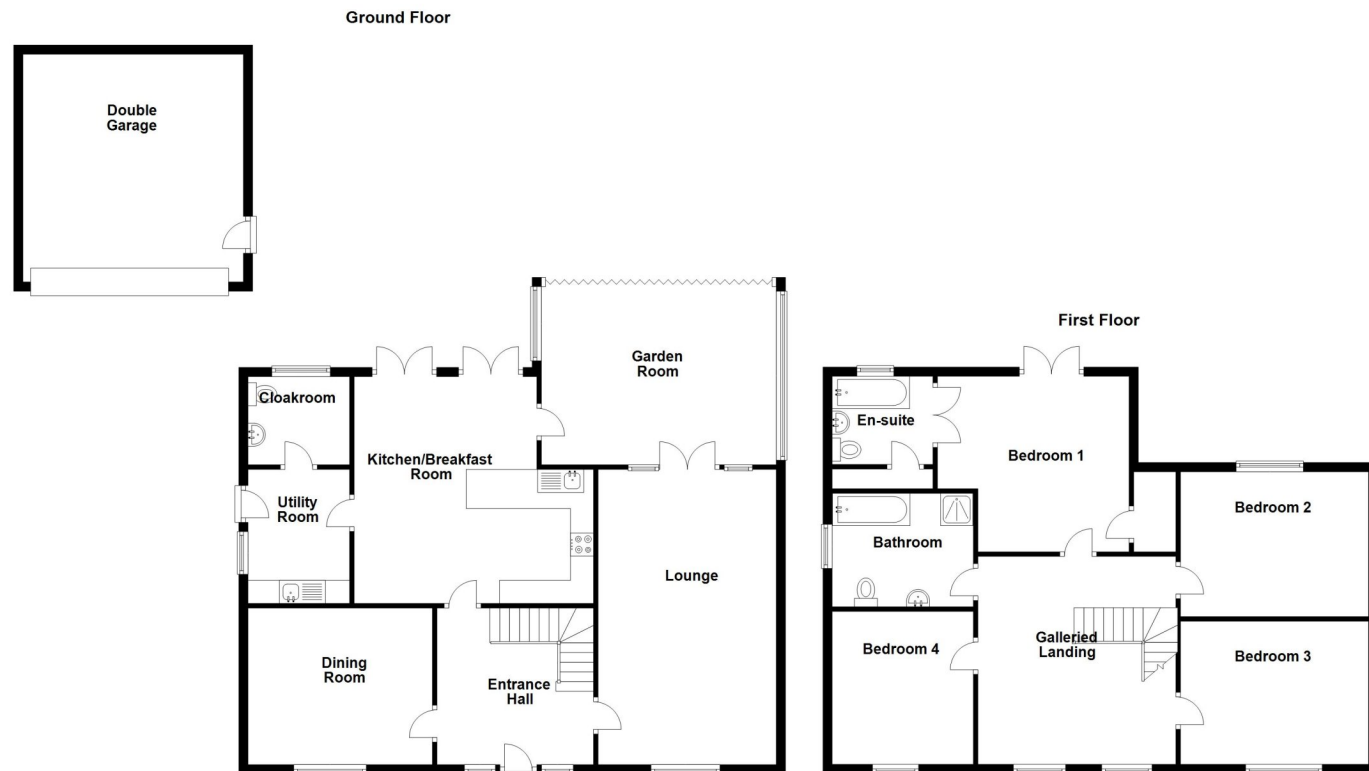 Ground Floor
Double
Garage
Garden
Room
Cloakroom
Kitchen/Breakfast
Room
Utility
Room
Lounge
Dining
Room
Entrance
Hall
First Floor
En-suite
Bedroom 1
Bedroom 2
Bathroom
Bedroom 4
Galleried
Landing
Bedroom 3